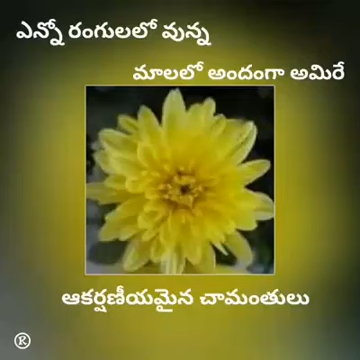 ఎన్నో రంగులలో వున్న
మాలలో అందంగా అమిరే
ఆకర్షణీయమైన చామంతులు
®